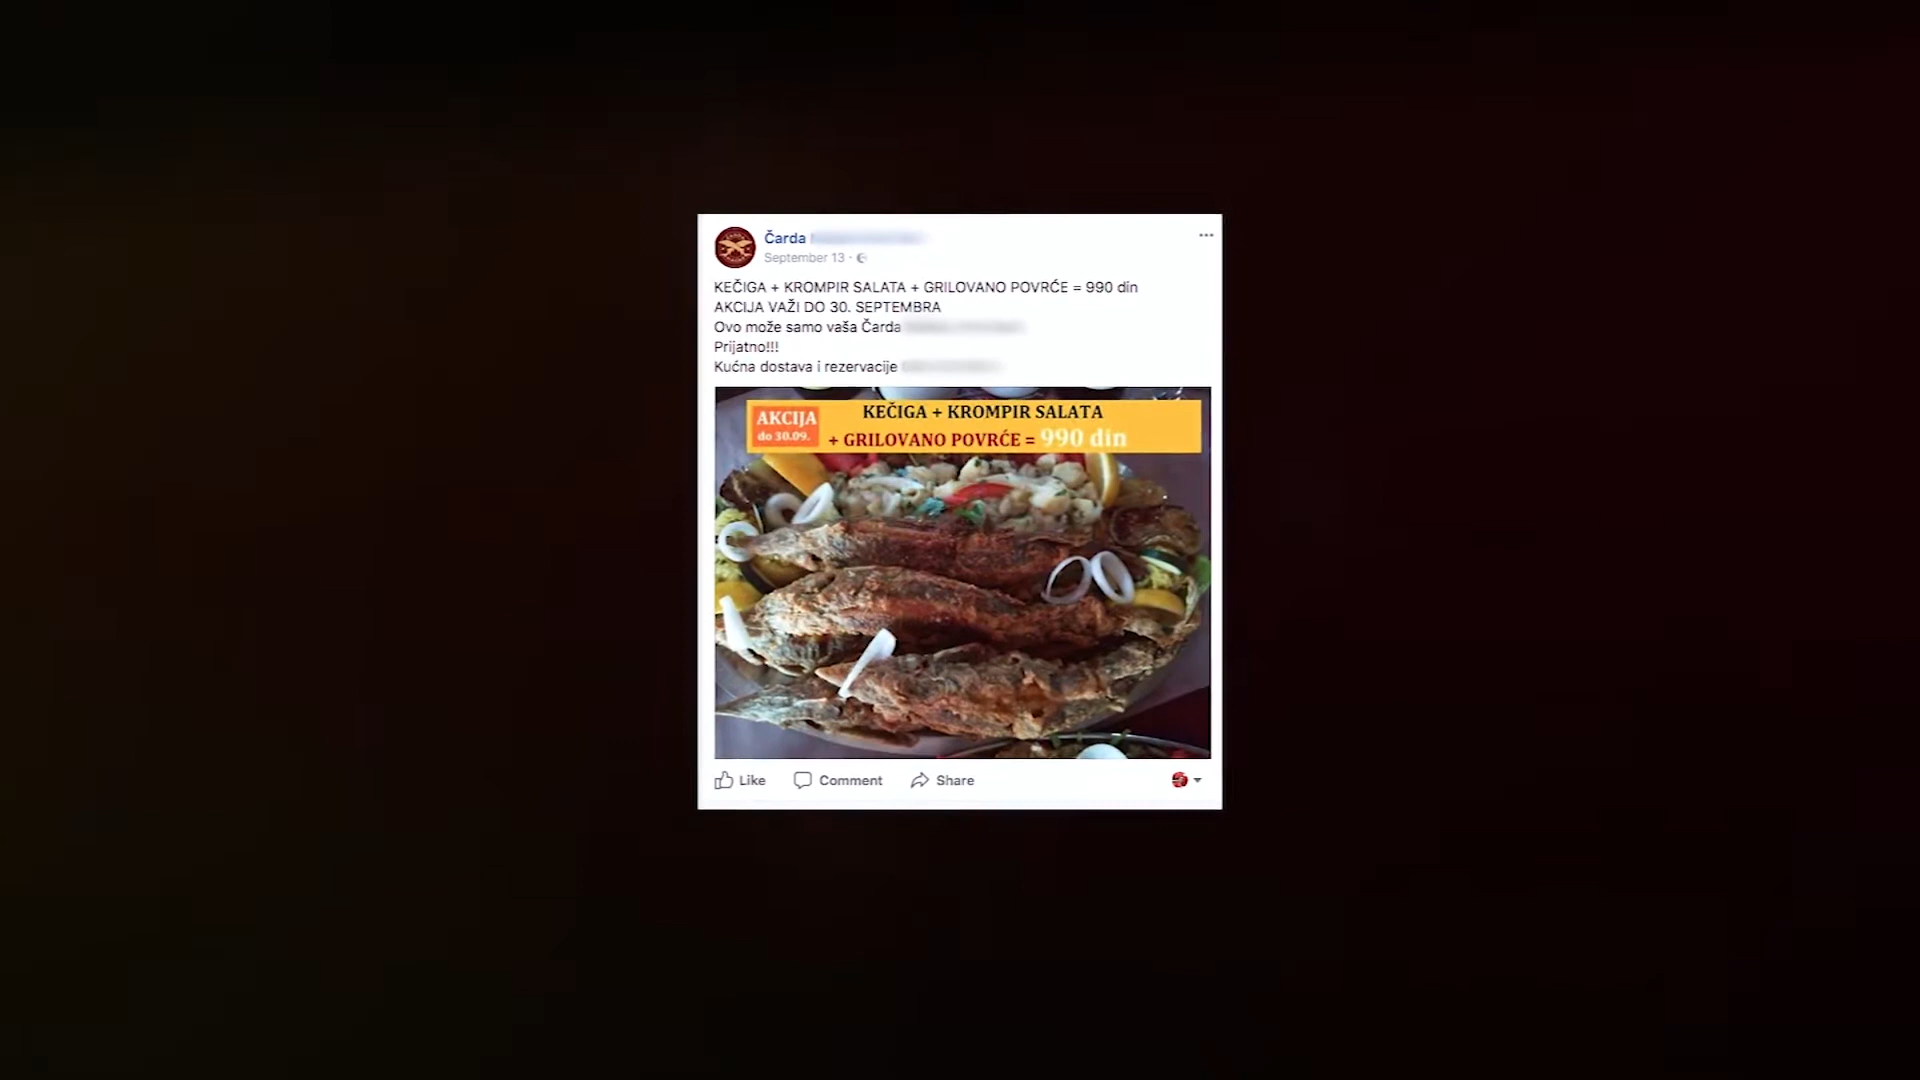 Čarda
September 13
KEČIGA + KROMPIR SALATA + GRILOVANO POVRĆE = 990 din
AKCIJA VAŽI DO 30. SEPTEMBRA
Ovo može samo vaša Čarda
Prijatno!!!
Kućna dostava i rezervacije
AKCIJA
do 30.09.
KEČIGA + KROMPIR SALATA
+ GRILOVANO POVRĆE = 990 din
Like
Comment
Share